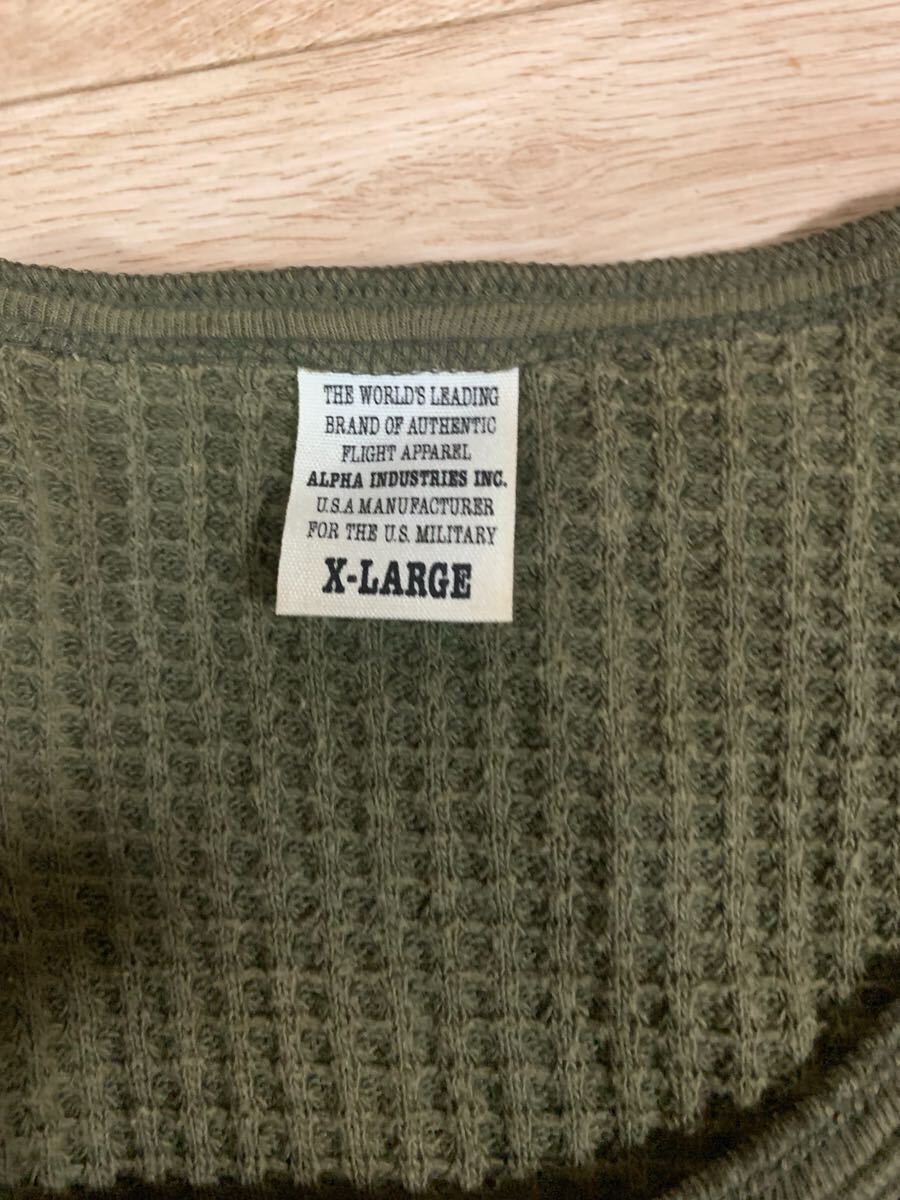 THE WORLD'S LEADING
BRAND OF AUTHENTIC
FLIGHT APPAREL
ALPHA INDUSTRIES INC.
U.S.A MANUFACTURER
FOR THE U.S. MILITARY
X-LARGE